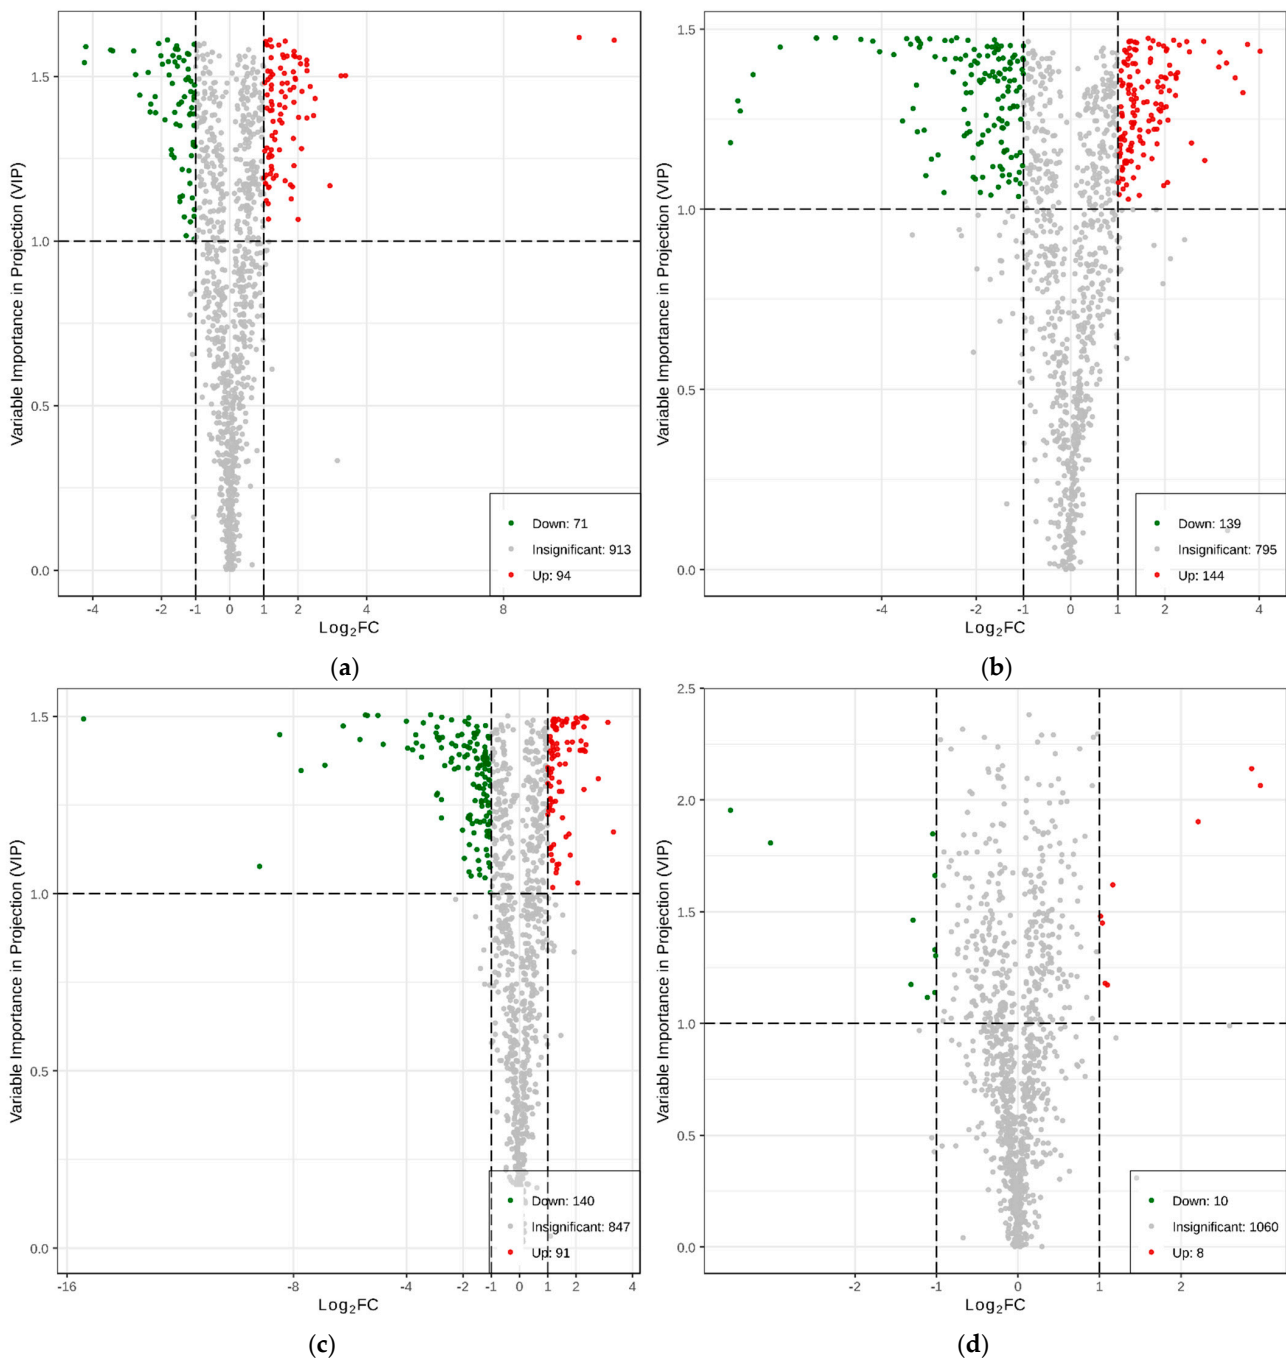 Variable Importance in Projection (VIP)
1.5
1.0
0.5
0.0
Down: 71
Insignificant: 913
Up: 94
-4
-2
-1
0
1
2
4
8
Log2FC
(a)
Variable Importance in Projection (VIP)
1.5
1.0
0.5
0.0
Down: 139
Insignificant: 795
Up: 144
-4
-2
-1
0
1
2
4
Log2FC
(b)
Variable Importance in Projection (VIP)
1.5
1.0
0.5
0.0
Down: 140
Insignificant: 847
Up: 91
-16
-8
-4
-2
-1
0
1
2
4
Log2FC
(c)
Variable Importance in Projection (VIP)
2.5
2.0
1.5
1.0
0.5
0.0
Down: 10
Insignificant: 1060
Up: 8
-2
-1
0
1
2
Log2FC
(d)